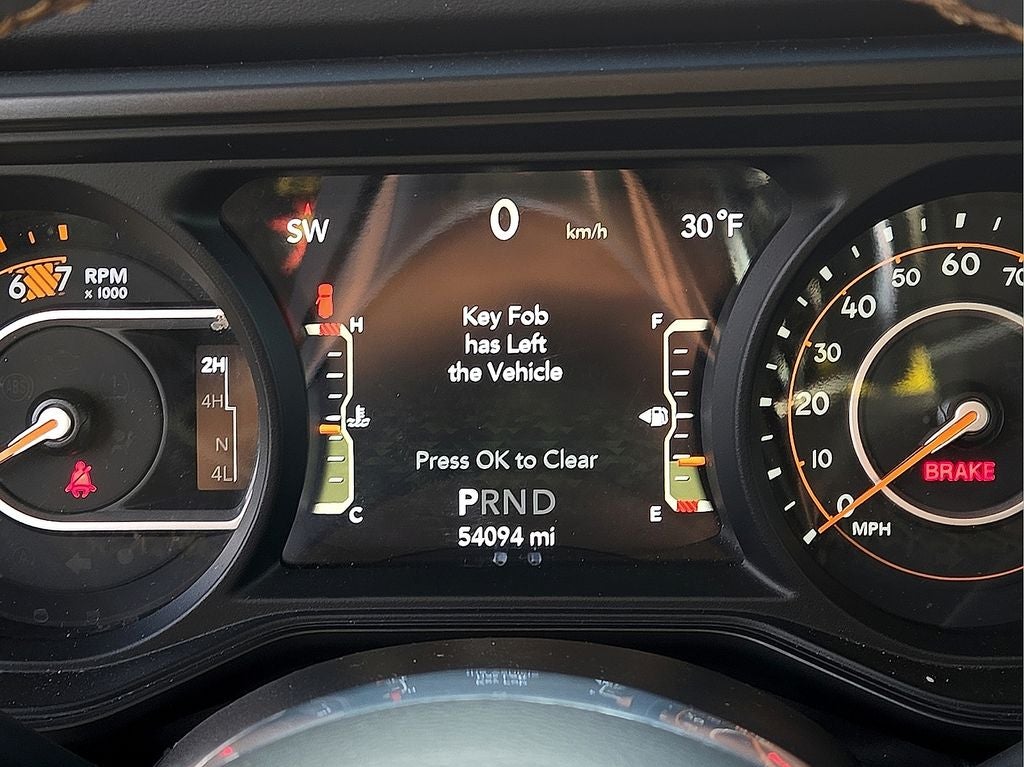 SW
0
km/h
30°F
6
7
RPM
x 1000
2H
4H
N
4L
H
C
Key Fob
has Left
the Vehicle
Press OK to Clear
PRND
54094 mi
F
E
0
10
20
30
40
50
60
70
MPH
BRAKE